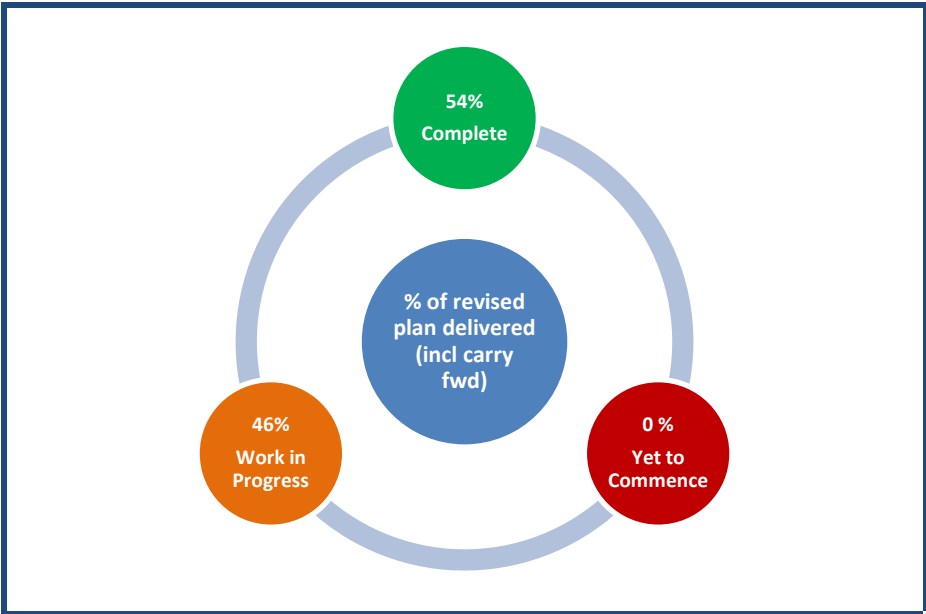 54%
Complete
% of revised
plan delivered
(incl carry
fwd)
46%
Work in
Progress
0 %
Yet to
Commence